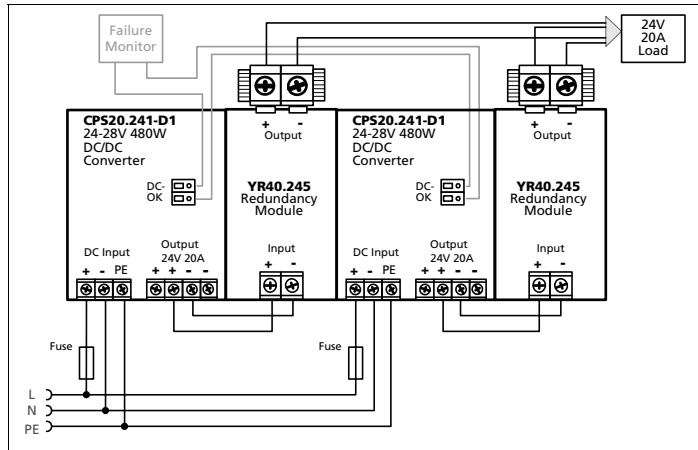 Failure
Monitor
24V
20A
Load
CPS20.241-D1
24-28V 480W
DC/DC
Converter
DC-
OK
DC Input
+ - PE
Output
24V 20A
+ + - -
+ -
Output
YR40.245
Redundancy
Module
Input
+ -
CPS20.241-D1
24-28V 480W
DC/DC
Converter
DC-
OK
DC Input
+ - PE
Output
24V 20A
+ + - -
+ -
Output
YR40.245
Redundancy
Module
Input
+ -
Fuse
Fuse
L
N
PE